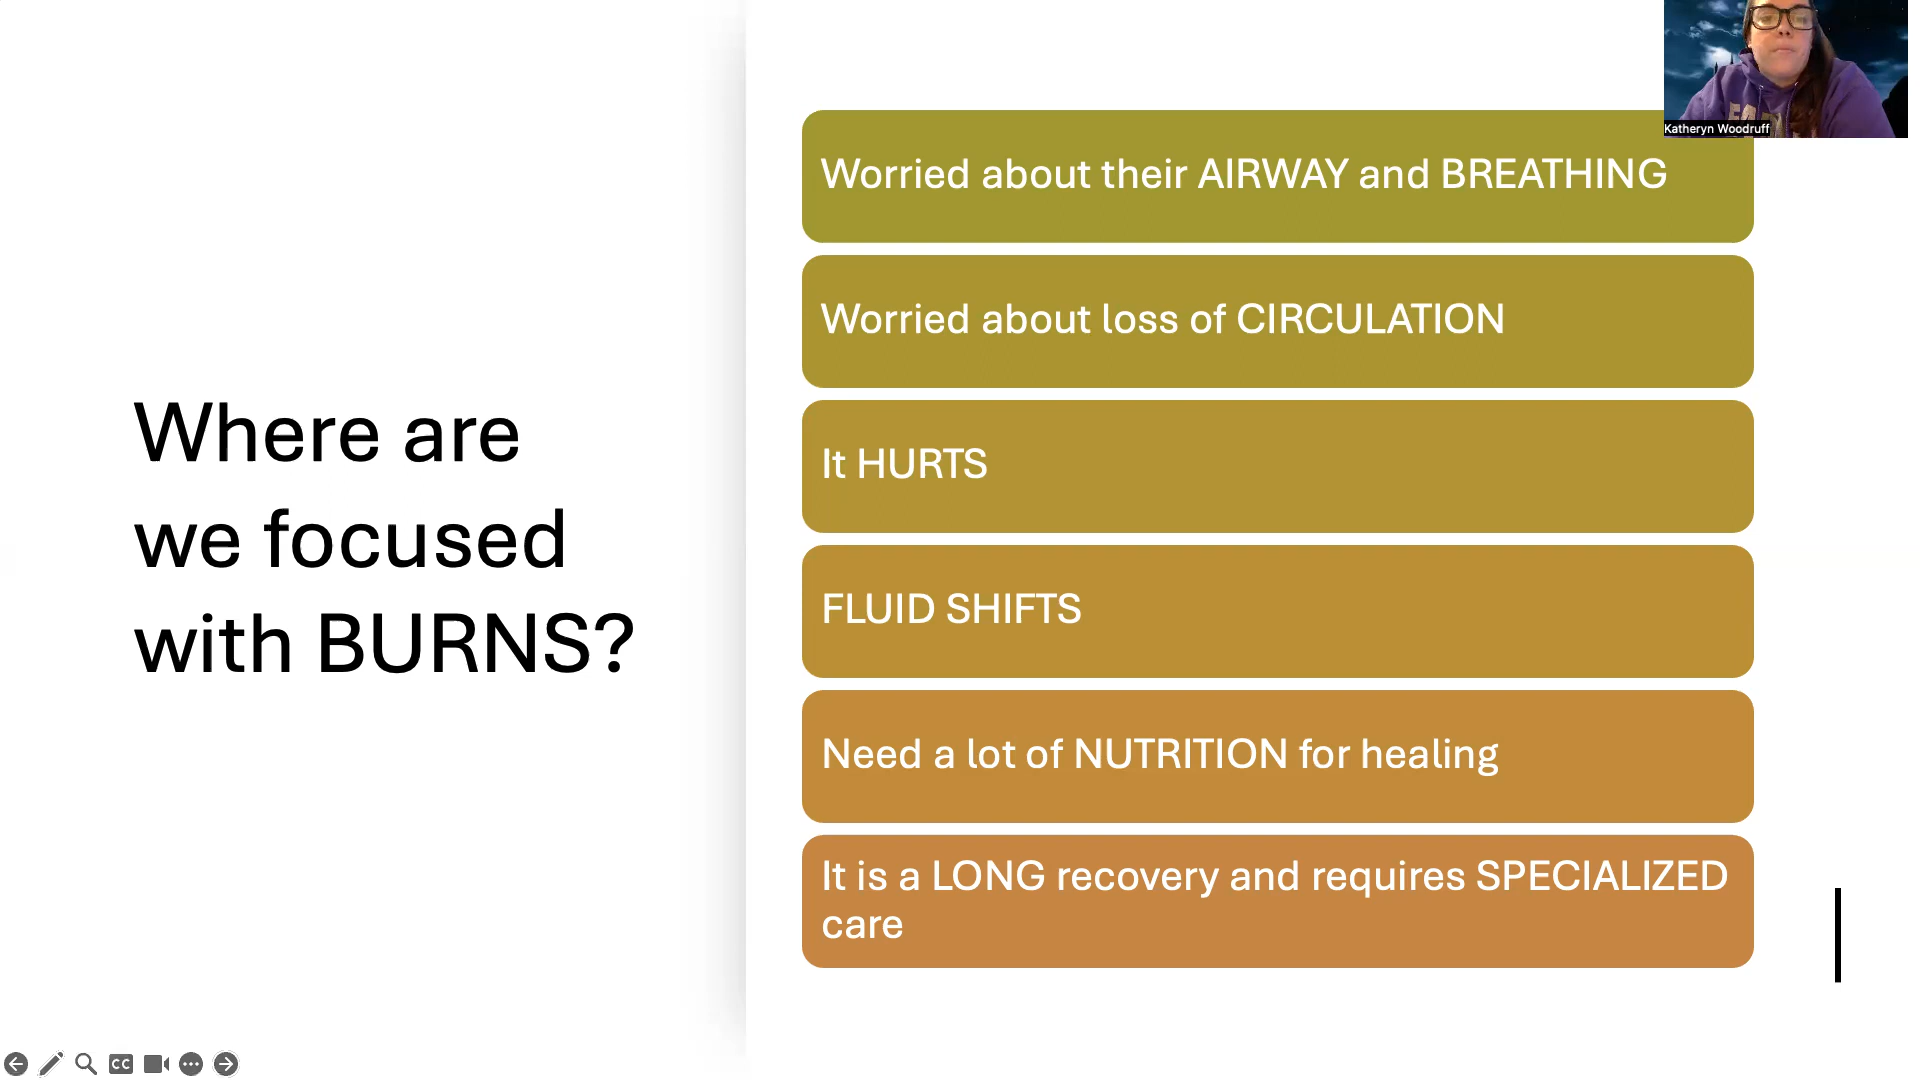 Where are
we focused
with BURNS?
Worried about their AIRWAY and BREATHING
Worried about loss of CIRCULATION
It HURTS
FLUID SHIFTS
Need a lot of NUTRITION for healing
It is a LONG recovery and requires SPECIALIZED
care
Katheryn Woodruff
CC